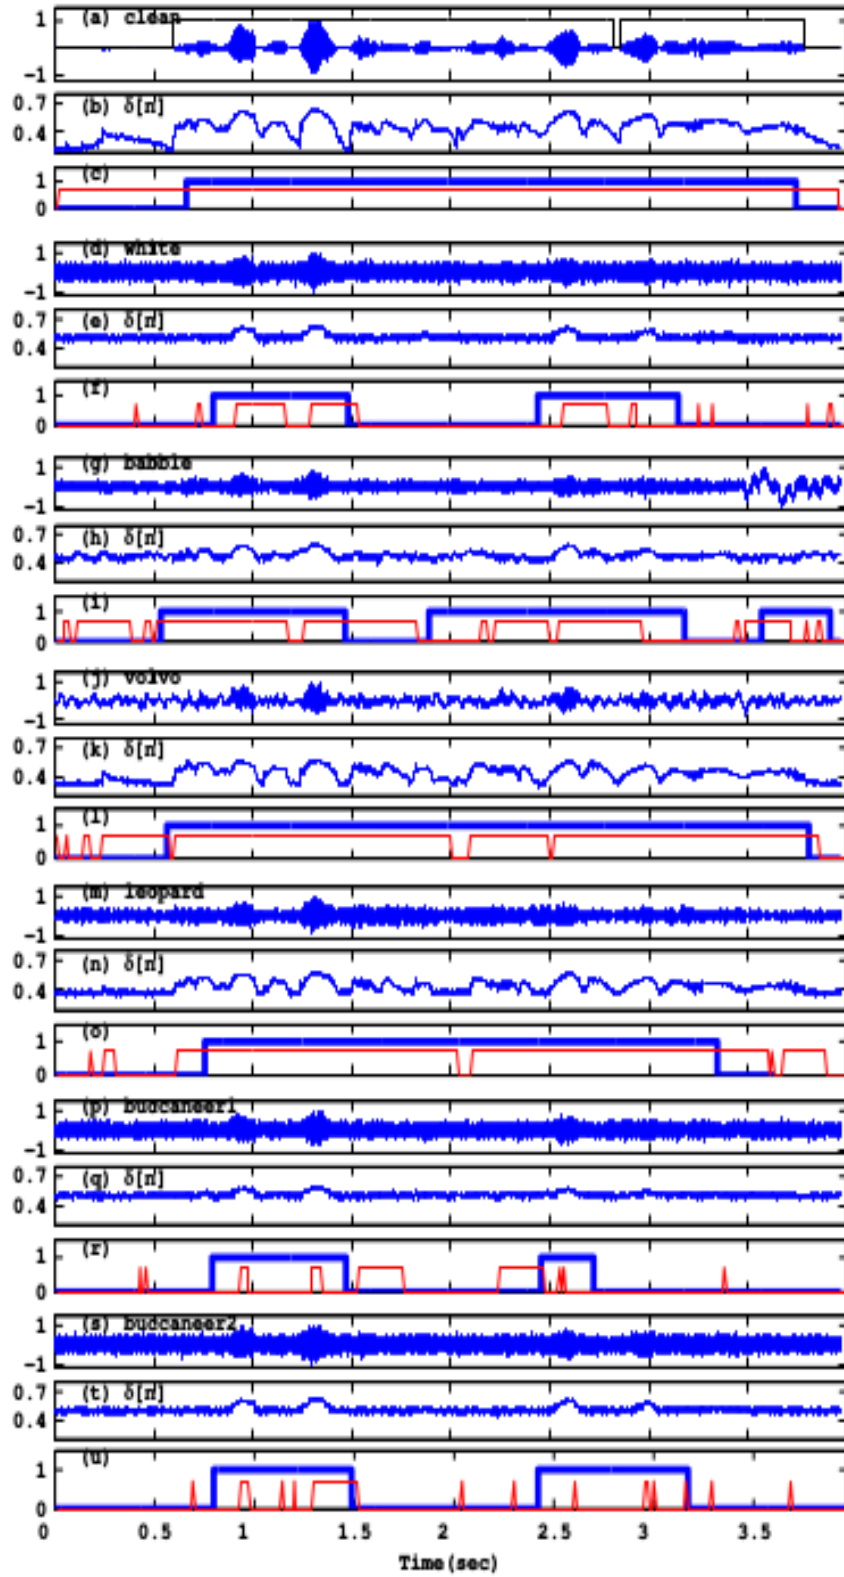 (a) clean
1
-1
(b) δ[n]
0.7
0.4
(c)
1
0
(d) white
1
-1
(e) δ[n]
0.7
0.4
(f)
1
0
(g) babble
1
-1
(h) δ[n]
0.7
0.4
(i)
1
0
(j) volvo
1
-1
(k) δ[n]
0.7
0.4
(l)
1
0
(m) leopard
1
-1
(n) δ[n]
0.7
0.4
(o)
1
0
(p) buccaneer1
1
-1
(q) δ[n]
0.7
0.4
(r)
1
0
(s) buccaneer2
1
-1
(t) δ[n]
0.7
0.4
(u)
1
0
0 0.5 1 1.5 2 2.5 3 3.5
Time(sec)